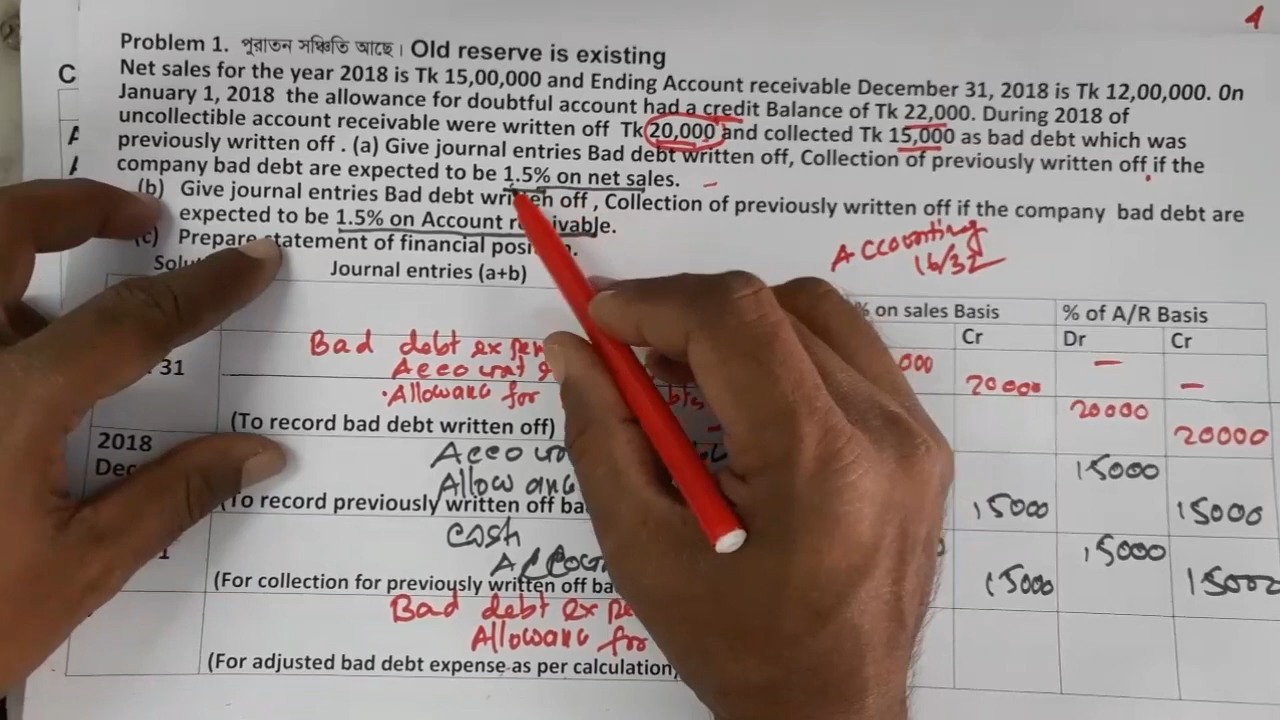 4
Problem 1. পুরাতন সঞ্চিতি আছে। Old reserve is existing
Net sales for the year 2018 is Tk 15,00,000 and Ending Account receivable December 31, 2018 is Tk 12,00,000. On
January 1, 2018 the allowance for doubtful account had a credit Balance of Tk 22,000. During 2018 of
uncollectible account receivable were written off Tk 20,000 and collected Tk 15,000 as bad debt which was
previously written off . (a) Give journal entries Bad debt written off, Collection of previously written off if the
company bad debt are expected to be 1.5% on net sales.
(b) Give journal entries Bad debt written off , Collection of previously written off if the company bad debt are
expected to be 1.5% on Account receivable.
(c) Prepare statement of financial
Accounting
16/32
Journal entries (a+b)
% on sales Basis % of A/R Basis
Cr Dr Cr
Bad debt
000 –
31
20000 –
Allowance for
(To record bad debt written off)
20000
20000
2018
Dec
15000
Allowance
(To record previously written off
15000 15000
Cash
15000
(For collection for previously written off
15000 15000
Bad debt
Allowance for
(For adjusted bad debt expense as per calculation)